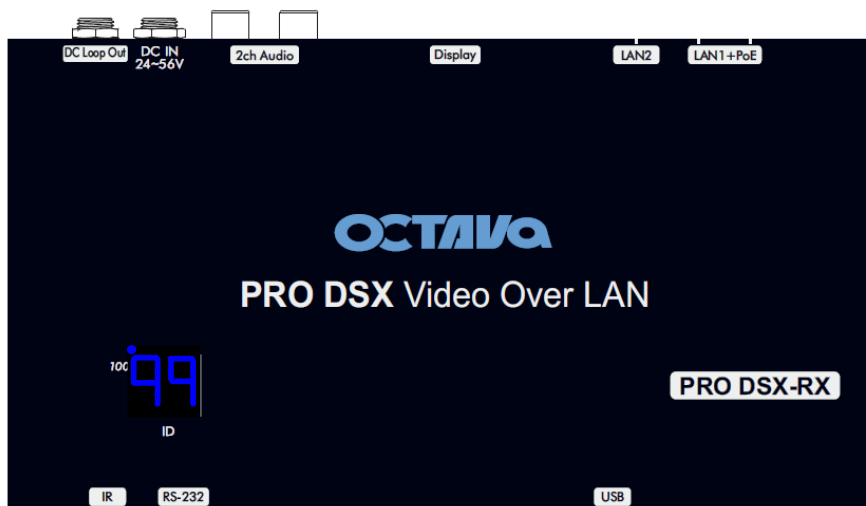 DC Loop Out DC IN 2ch Audio Display LAN2 LAN1+PoE
24~56V
OCTAVA
PRO DSX Video Over LAN
100 99
PRO DSX-RX
ID
IR RS-232 USB